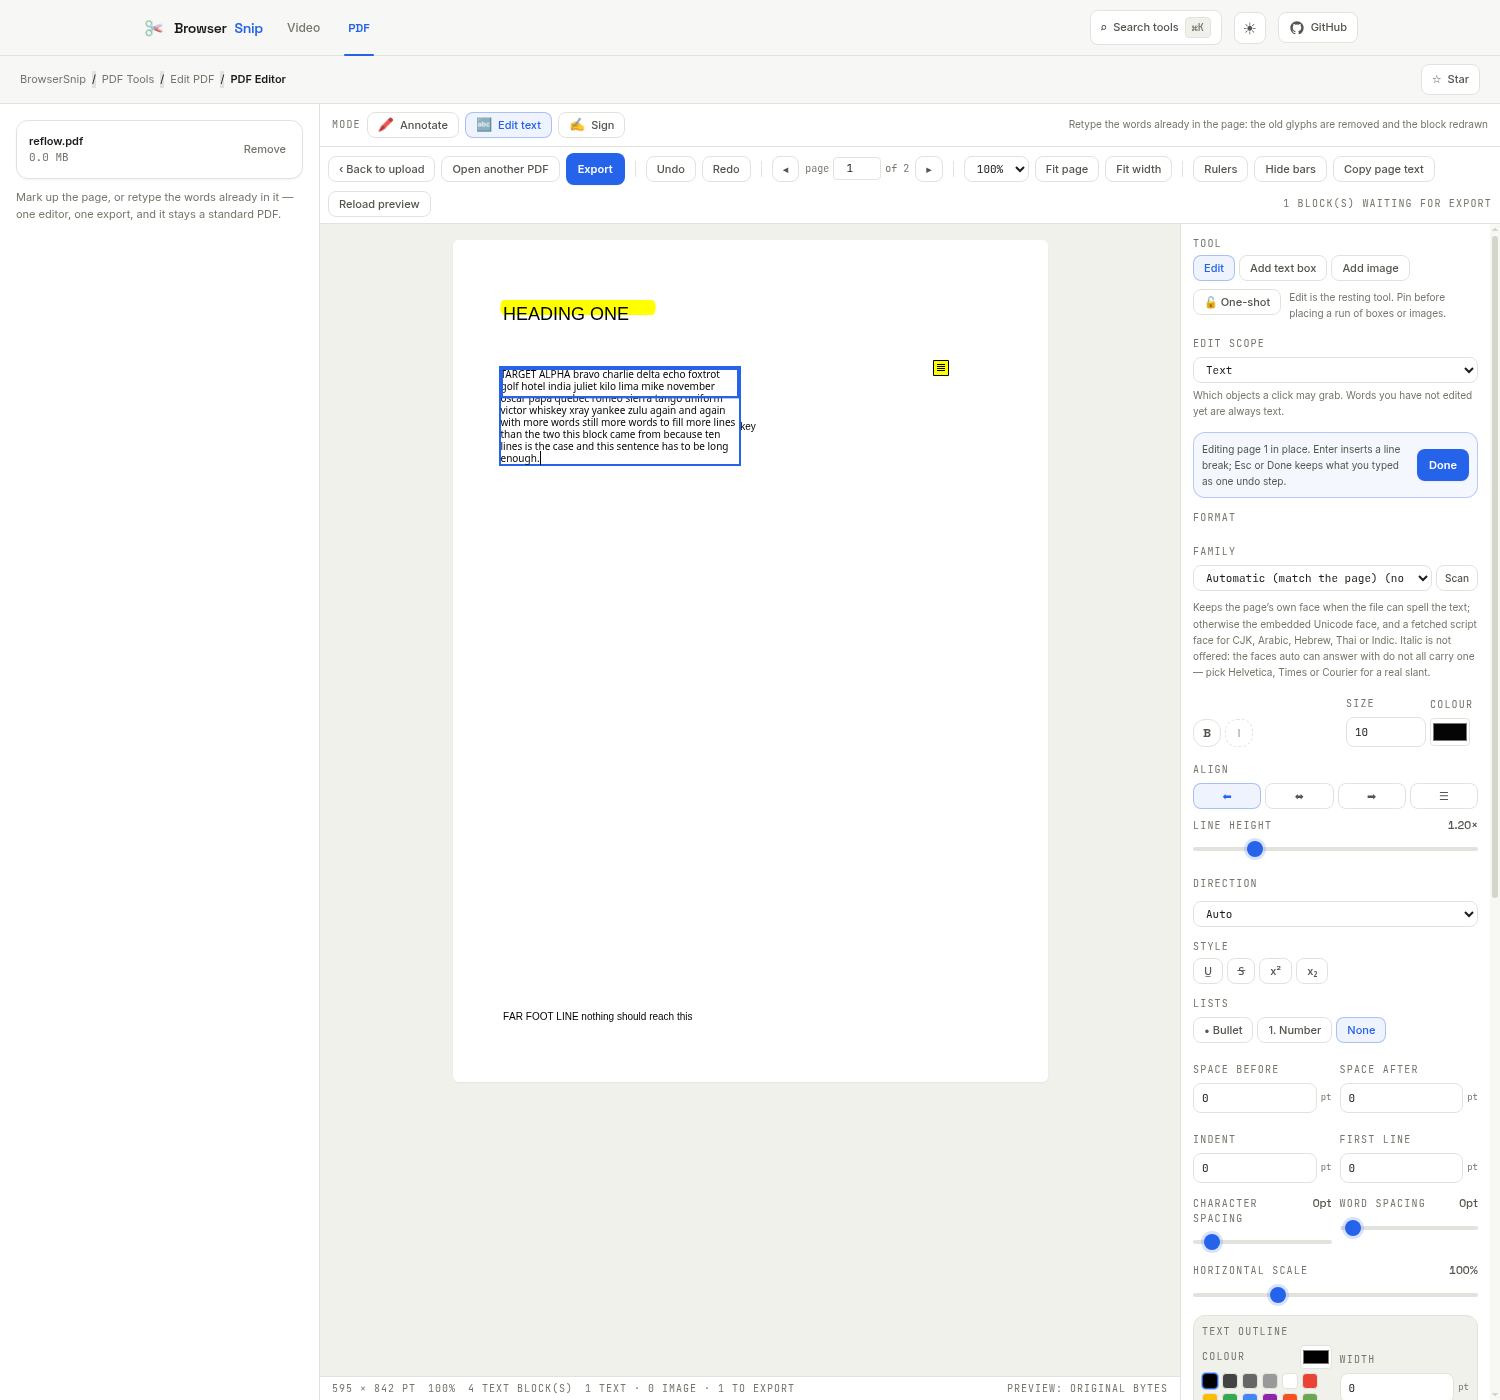 Browser Snip
Video
PDF
Search tools
⌘K
GitHub
BrowserSnip / PDF Tools / Edit PDF / PDF Editor
☆ Star
reflow.pdf
0.0 MB
Remove
Mark up the page, or retype the words already in it —
one editor, one export, and it stays a standard PDF.
MODE
Annotate
Edit text
Sign
Retype the words already in the page: the old glyphs are removed and the block redrawn
‹ Back to upload
Open another PDF
Export
Undo
Redo
page 1 of 2
100%
Fit page
Fit width
Rulers
Hide bars
Copy page text
Reload preview
1 BLOCK(S) WAITING FOR EXPORT
HEADING ONE
TARGET ALPHA bravo charlie delta echo foxtrot
golf hotel india juliet kilo lima mike november
oscar papa quebec romeo sierra tango uniform
victor whiskey xray yankee zulu again and again
with more words still more words to fill more lines
key
than the two this block came from because ten
lines is the case and this sentence has to be long
enough.
FAR FOOT LINE nothing should reach this
TOOL
Edit
Add text box
Add image
One-shot
Edit is the resting tool. Pin before
placing a run of boxes or images.
EDIT SCOPE
Text
Which objects a click may grab. Words you have not edited
yet are always text.
Editing page 1 in place. Enter inserts a line
break; Esc or Done keeps what you typed
as one undo step.
Done
FORMAT
FAMILY
Automatic (match the page) (no
Scan
Keeps the page's own face when the file can spell the text;
otherwise the embedded Unicode face, and a fetched script
face for CJK, Arabic, Hebrew, Thai or Indic. Italic is not
offered: the faces auto can answer with do not all carry one
— pick Helvetica, Times or Courier for a real slant.
SIZE
COLOUR
B
I
10
ALIGN
LINE HEIGHT
1.20×
DIRECTION
Auto
STYLE
U
S
x²
x₂
LISTS
• Bullet
1. Number
None
SPACE BEFORE
SPACE AFTER
0 pt
0 pt
INDENT
FIRST LINE
0 pt
0 pt
CHARACTER SPACING
0pt
WORD SPACING
0pt
HORIZONTAL SCALE
100%
TEXT OUTLINE
COLOUR
WIDTH
0 pt
595 × 842 PT 100% 4 TEXT BLOCK(S) 1 TEXT · 0 IMAGE · 1 TO EXPORT
PREVIEW: ORIGINAL BYTES